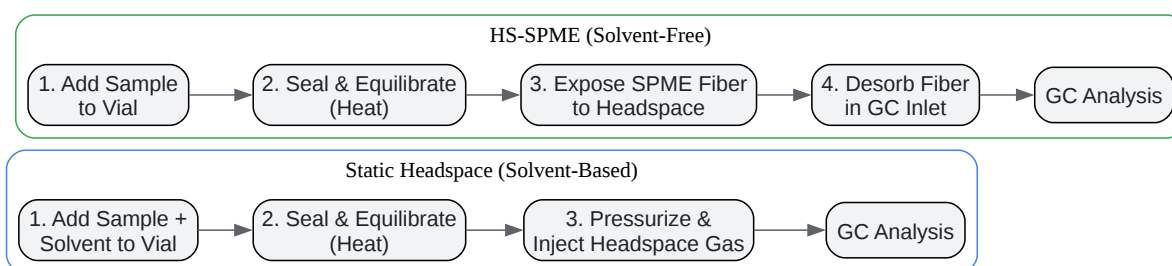 HS-SPME (Solvent-Free)
1. Add Sample
to Vial
2. Seal & Equilibrate
(Heat)
3. Expose SPME Fiber
to Headspace
4. Desorb Fiber
in GC Inlet
GC Analysis
Static Headspace (Solvent-Based)
1. Add Sample +
Solvent to Vial
2. Seal & Equilibrate
(Heat)
3. Pressurize &
Inject Headspace Gas
GC Analysis